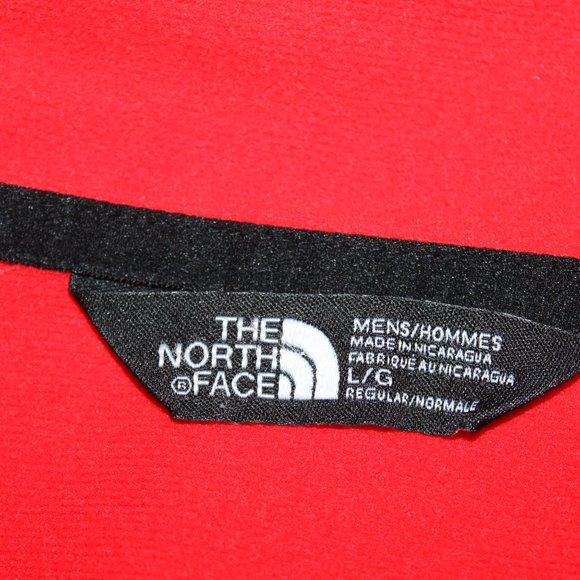 THE
NORTH
®FACE
MENS/HOMMES
MADE IN NICARAGUA
FABRIQUÉ AU NICARAGUA
L/G
REGULAR/NORMALE